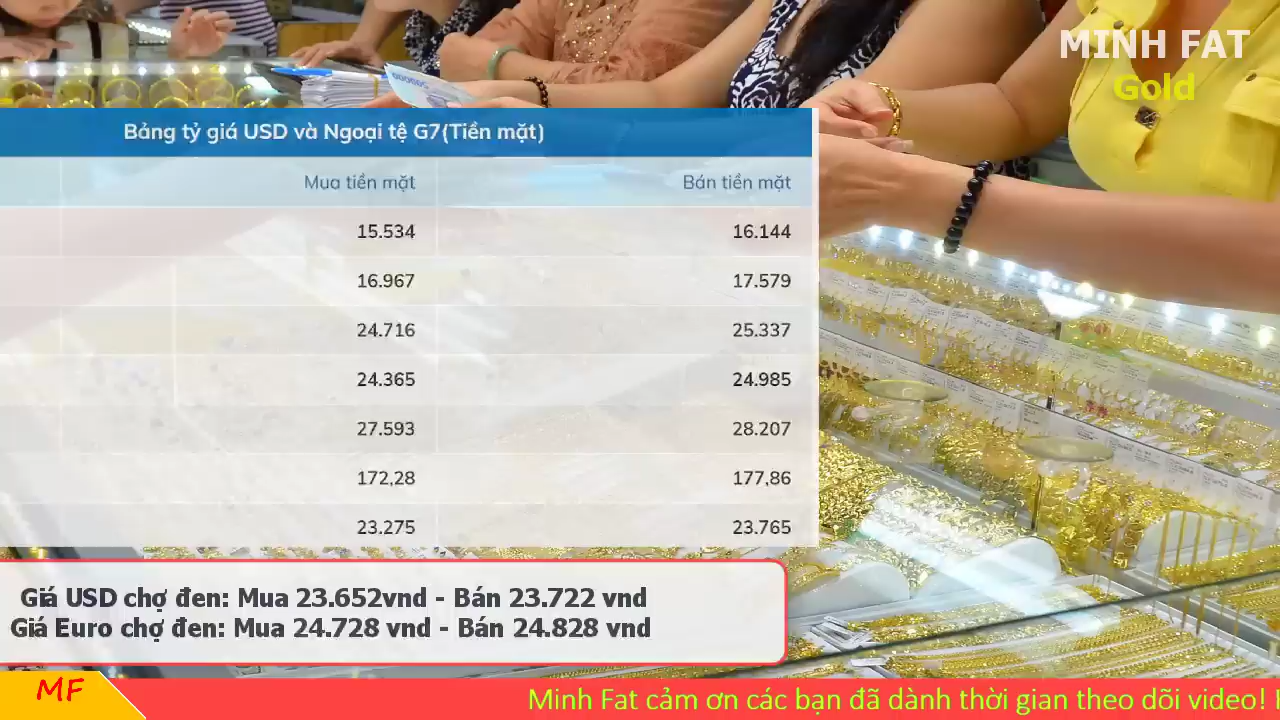 MINH FAT
Gold
Bảng tỷ giá USD và Ngoại tệ G7(Tiền mặt)
Mua tiền mặt Bán tiền mặt
15.534 16.144
16.967 17.579
24.716 25.337
24.365 24.985
27.593 28.207
172,28 177,86
23.275 23.765
Giá USD chợ đen: Mua 23.652vnd - Bán 23.722 vnd
Giá Euro chợ đen: Mua 24.728 vnd - Bán 24.828 vnd
MF
Minh Fat cảm ơn các bạn đã dành thời gian theo dõi video!